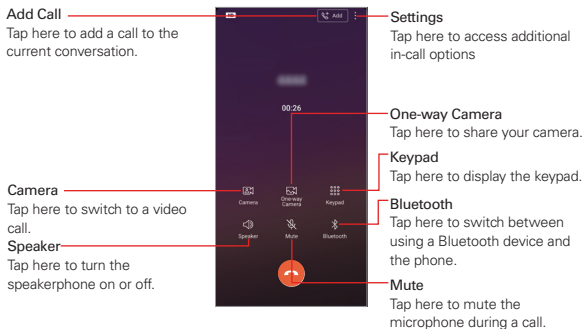 Add Call
Tap here to add a call to the
current conversation.
Camera
Tap here to switch to a video
call.
Speaker
Tap here to turn the
speakerphone on or off.
Add
00:26
Camera
One-way
Camera
Keypad
Speaker
Mute
Bluetooth
Settings
Tap here to access additional
in-call options
One-way Camera
Tap here to share your camera.
Keypad
Tap here to display the keypad.
Bluetooth
Tap here to switch between
using a Bluetooth device and
the phone.
Mute
Tap here to mute the
microphone during a call.